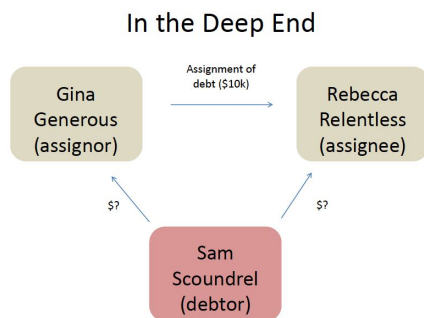 In the Deep End
Assignment of
debt ($10k)
Gina
Generous
(assignor)
Rebecca
Relentless
(assignee)
$?
$?
Sam
Scoundrel
(debtor)